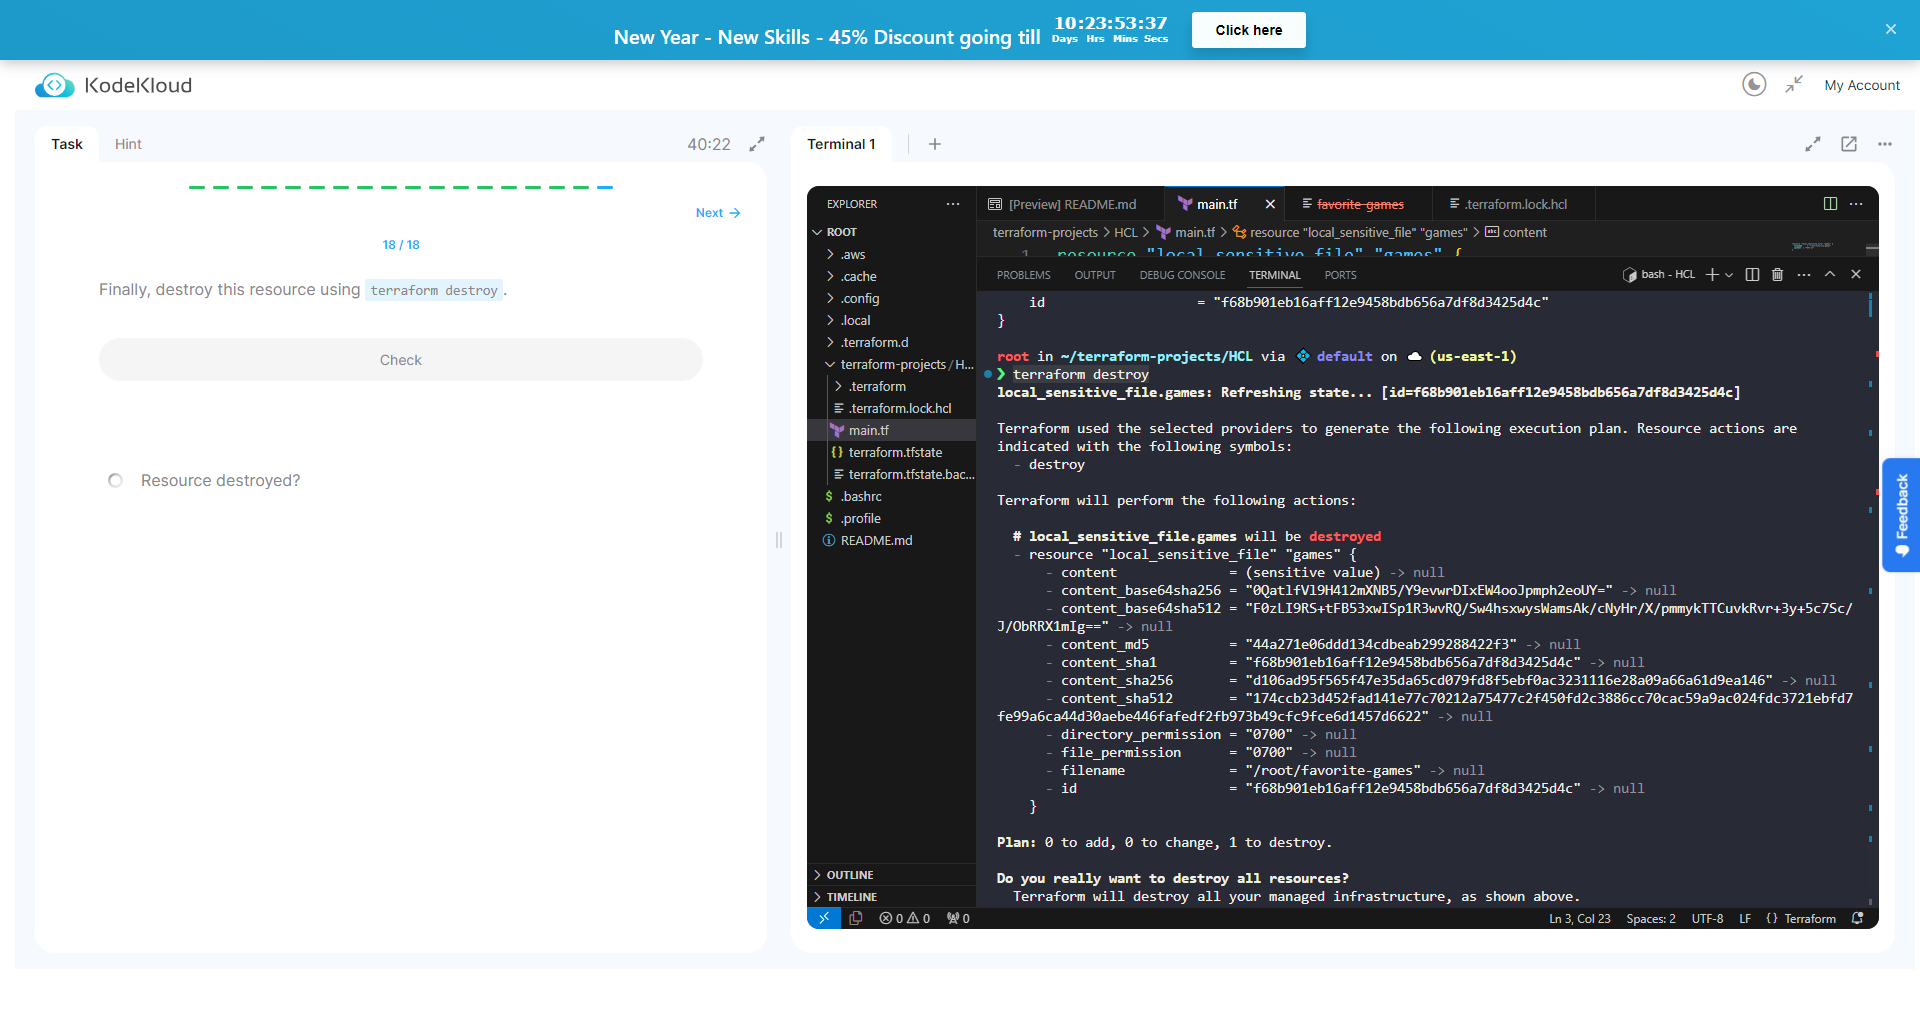 New Year - New Skills - 45% Discount going till
10:23:53:37
Days Hrs Mins Secs
Click here
KodeKloud
My Account
Task
Hint
40:22
Next
18 / 18
Finally, destroy this resource using terraform destroy.
Check
Resource destroyed?
Terminal 1
EXPLORER
ROOT
.aws
.cache
.config
.local
.terraform.d
terraform-projects / H...
.terraform
.terraform.lock.hcl
main.tf
terraform.tfstate
terraform.tfstate.bac...
.bashrc
.profile
README.md
OUTLINE
TIMELINE
[Preview] README.md
main.tf
favorite-games
.terraform.lock.hcl
terraform-projects > HCL > main.tf > resource "local_sensitive_file" "games" > content
1 resource "local_sensitive_file" "games" {
PROBLEMS OUTPUT DEBUG CONSOLE TERMINAL PORTS
bash - HCL
id = "f68b901eb16aff12e9458bdb656a7df8d3425d4c"
}
root in ~/terraform-projects/HCL via default on (us-east-1)
❯ terraform destroy
local_sensitive_file.games: Refreshing state... [id=f68b901eb16aff12e9458bdb656a7df8d3425d4c]
Terraform used the selected providers to generate the following execution plan. Resource actions are
indicated with the following symbols:
- destroy
Terraform will perform the following actions:
# local_sensitive_file.games will be destroyed
- resource "local_sensitive_file" "games" {
- content = (sensitive value) -> null
- content_base64sha256 = "0QatlfVl9H412mXNB5/Y9evwrDIxEW4ooJpmph2eoUY=" -> null
- content_base64sha512 = "F0zLI9RS+tFB53xwISp1R3wvRQ/Sw4hsxwysWamsAk/cNyHr/X/pmmykTTCuvkRvr+3y+5c7Sc/
J/ObRRX1mIg==" -> null
- content_md5 = "44a271e06ddd134cdbeab299288422f3" -> null
- content_sha1 = "f68b901eb16aff12e9458bdb656a7df8d3425d4c" -> null
- content_sha256 = "d106ad95f565f47e35da65cd079fd8f5ebf0ac3231116e28a09a66a61d9ea146" -> null
- content_sha512 = "174ccb23d452fad141e77c70212a75477c2f450fd2c3886cc70cac59a9ac024fdc3721ebfd7
fe99a6ca44d30aebe446fafedf2fb973b49cfc9fce6d1457d6622" -> null
- directory_permission = "0700" -> null
- file_permission = "0700" -> null
- filename = "/root/favorite-games" -> null
- id = "f68b901eb16aff12e9458bdb656a7df8d3425d4c" -> null
}
Plan: 0 to add, 0 to change, 1 to destroy.
Do you really want to destroy all resources?
Terraform will destroy all your managed infrastructure, as shown above.
0 0 0
Ln 3, Col 23 Spaces: 2 UTF-8 LF {} Terraform
Feedback